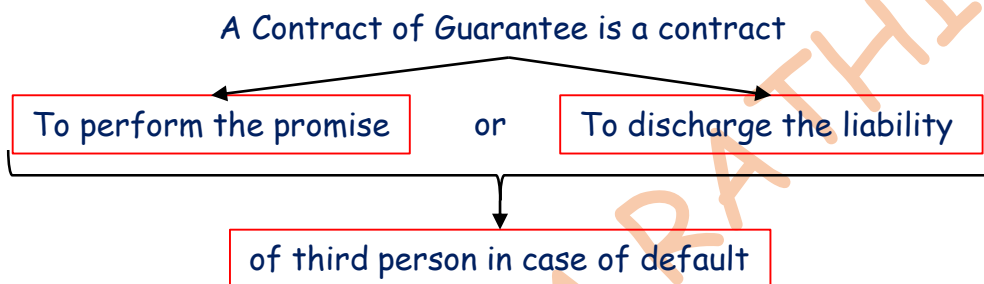 A Contract of Guarantee is a contract
To perform the promise or To discharge the liability
of third person in case of default